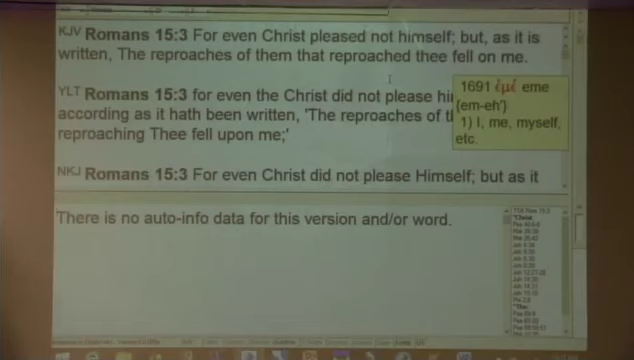 KJV Romans 15:3 For even Christ pleased not himself; but, as it is
written, The reproaches of them that reproached thee fell on me.
YLT Romans 15:3 for even the Christ did not please
according as it hath been written, 'The reproaches of
reproaching Thee fell upon me;'
NKJ Romans 15:3 For even Christ did not please Himself; but as it
1691 ἐμέ eme
(em-eh')
1) I, me, myself,
etc.
There is no auto-info data for this version and/or word.